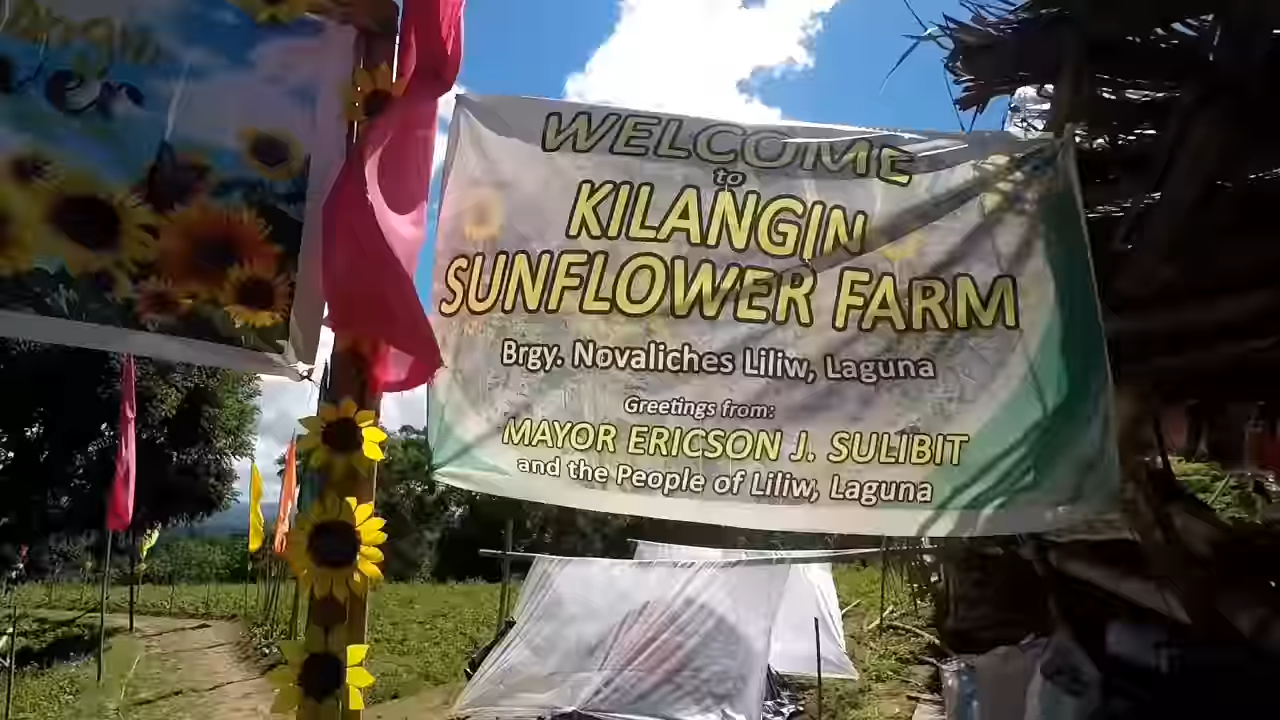 WELCOME
to
KILANGIN
SUNFLOWER FARM
Brgy. Novaliches Liliw, Laguna
Greetings from:
MAYOR ERICSON J. SULIBIT
and the People of Liliw, Laguna